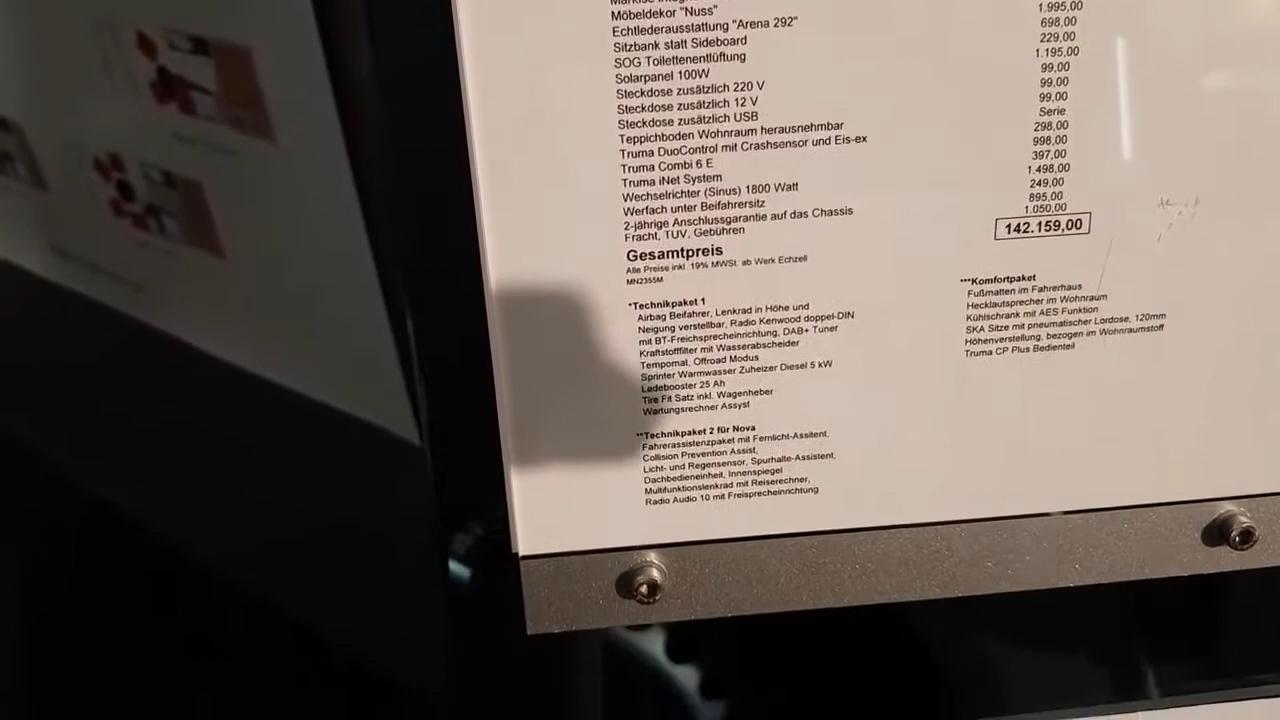 Möbeldekor "Nuss"
Echtlederausstattung "Arena 292"
Sitzbank statt Sideboard
SOG Toilettenentlüftung
Solarpanel 100W
Steckdose zusätzlich 220 V
Steckdose zusätzlich 12 V
Steckdose zusätzlich USB
Teppichboden Wohnraum herausnehmbar
Truma DuoControl mit Crashsensor und Eis-ex
Truma Combi 6 E
Truma iNet System
Wechselrichter (Sinus) 1800 Watt
Werfach unter Beifahrersitz
2-jährige Anschlussgarantie auf das Chassis
Fracht, TÜV, Gebühren
1.995,00
698,00
229,00
1.195,00
99,00
99,00
99,00
Serie
298,00
998,00
397,00
1.498,00
249,00
895,00
1.050,00
142.159,00
Gesamtpreis
Alle Preise inkl. 19% MWSt. ab Werk Echzell
MN2355M
*Technikpaket 1
Airbag Beifahrer, Lenkrad in Höhe und
Neigung verstellbar, Radio Kenwood doppel-DIN
mit BT-Freichsprecheinrichtung, DAB+ Tuner
Kraftstofffilter mit Wasserabscheider
Tempomat, Offroad Modus
Sprinter Warmwasser Zuheizer Diesel 5 kW
Ladebooster 25 Ah
Tire Fit Satz inkl. Wagenheber
Wartungsrechner Assyst
**Technikpaket 2 für Nova
Fahrerassistenzpaket mit Fernlicht-Assitent,
Collision Prevention Assist,
Licht- und Regensensor, Spurhalte-Assistent,
Dachbedieneinheit, Innenspiegel
Multifunktionslenkrad mit Reiserechner,
Radio Audio 10 mit Freisprecheinrichtung
***Komfortpaket
Fußmatten im Fahrerhaus
Hecklautsprecher im Wohnraum
Kühlschrank mit AES Funktion
SKA Sitze mit pneumatischer Lordose, 120mm
Höhenverstellung, bezogen im Wohnraumstoff
Truma CP Plus Bedienteil